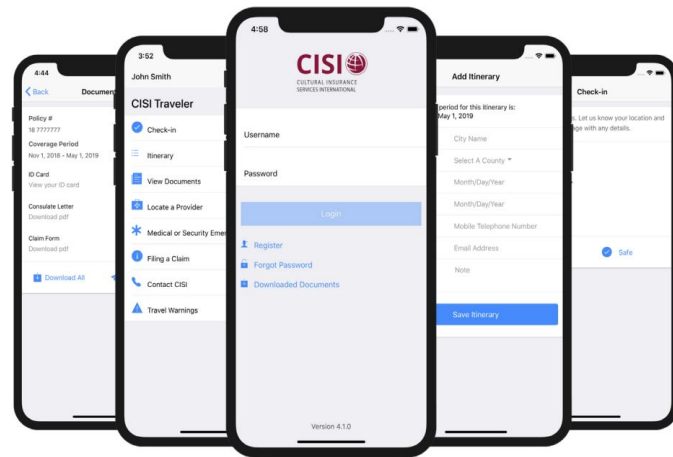 4:44
Back
Document
Policy #
18 7777777
Coverage Period
Nov 1, 2018 - May 1, 2019
ID Card
View your ID card
Consulate Letter
Download pdf
Claim Form
Download pdf
Download All
3:52
John Smith
CISI Traveler
Check-in
Itinerary
View Documents
Locate a Provider
Medical or Security Emer
Filing a Claim
Contact CISI
Travel Warnings
4:58
CISI
CULTURAL INSURANCE
SERVICES INTERNATIONAL
Username
Password
Login
Register
Forgot Password
Downloaded Documents
Version 4.1.0
Add Itinerary
period for this itinerary is:
May 1, 2019
City Name
Select A County
Month/Day/Year
Month/Day/Year
Mobile Telephone Number
Email Address
Note
Save Itinerary
Check-in
s. Let us know your location and
ge with any details.
Safe